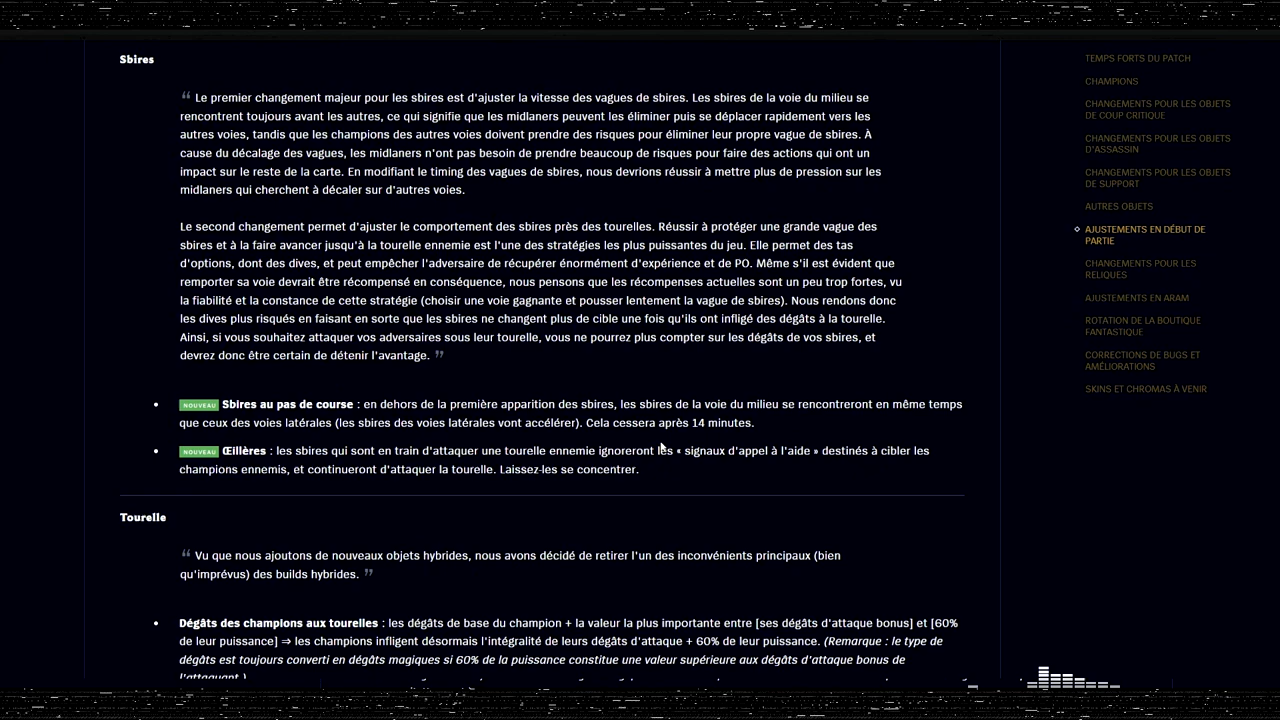 Sbires
“ Le premier changement majeur pour les sbires est d'ajuster la vitesse des vagues de sbires. Les sbires de la voie du milieu se
rencontrent toujours avant les autres, ce qui signifie que les midlaners peuvent les éliminer puis se déplacer rapidement vers les
autres voies, tandis que les champions des autres voies doivent prendre des risques pour éliminer leur propre vague de sbires. À
cause du décalage des vagues, les midlaners n'ont pas besoin de prendre beaucoup de risques pour faire des actions qui ont un
impact sur le reste de la carte. En modifiant le timing des vagues de sbires, nous devrions réussir à mettre plus de pression sur les
midlaners qui cherchent à décaler sur d'autres voies.
Le second changement permet d'ajuster le comportement des sbires près des tourelles. Réussir à protéger une grande vague des
sbires et à la faire avancer jusqu'à la tourelle ennemie est l'une des stratégies les plus puissantes du jeu. Elle permet des tas
d'options, dont des dives, et peut empêcher l'adversaire de récupérer énormément d'expérience et de PO. Même s'il est évident que
remporter sa voie devrait être récompensé en conséquence, nous pensons que les récompenses actuelles sont un peu trop fortes, vu
la fiabilité et la constance de cette stratégie (choisir une voie gagnante et pousser lentement la vague de sbires). Nous rendons donc
les dives plus risqués en faisant en sorte que les sbires ne changent plus de cible une fois qu'ils ont infligé des dégâts à la tourelle.
Ainsi, si vous souhaitez attaquer vos adversaires sous leur tourelle, vous ne pourrez plus compter sur les dégâts de vos sbires, et
devrez donc être certain de détenir l'avantage. ”
• NOUVEAU Sbires au pas de course : en dehors de la première apparition des sbires, les sbires de la voie du milieu se rencontreront en même temps
que ceux des voies latérales (les sbires des voies latérales vont accélérer). Cela cessera après 14 minutes.
• NOUVEAU Œillères : les sbires qui sont en train d'attaquer une tourelle ennemie ignoreront les « signaux d'appel à l'aide » destinés à cibler les
champions ennemis, et continueront d'attaquer la tourelle. Laissez-les se concentrer.
Tourelle
“ Vu que nous ajoutons de nouveaux objets hybrides, nous avons décidé de retirer l'un des inconvénients principaux (bien
qu'imprévus) des builds hybrides. ”
• Dégâts des champions aux tourelles : les dégâts de base du champion + la valeur la plus importante entre [ses dégâts d'attaque bonus] et [60%
de leur puissance] ⇒ les champions infligent désormais l'intégralité de leurs dégâts d'attaque + 60% de leur puissance. (Remarque : le type de
dégâts est toujours converti en dégâts magiques si 60% de la puissance constitue une valeur supérieure aux dégâts d'attaque bonus de
l'attaquant.)
TEMPS FORTS DU PATCH
CHAMPIONS
CHANGEMENTS POUR LES OBJETS
DE COUP CRITIQUE
CHANGEMENTS POUR LES OBJETS
D'ASSASSIN
CHANGEMENTS POUR LES OBJETS
DE SUPPORT
AUTRES OBJETS
AJUSTEMENTS EN DÉBUT DE
PARTIE
CHANGEMENTS POUR LES
RELIQUES
AJUSTEMENTS EN ARAM
ROTATION DE LA BOUTIQUE
FANTASTIQUE
CORRECTIONS DE BUGS ET
AMÉLIORATIONS
SKINS ET CHROMAS À VENIR